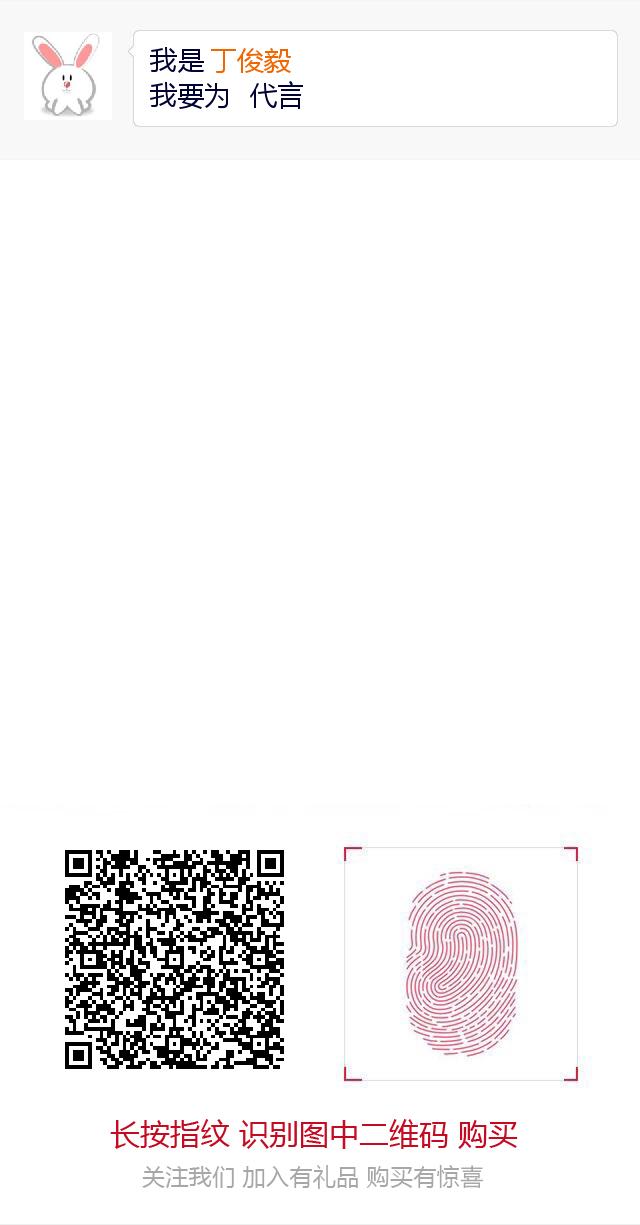 我是 丁俊毅
我要为 代言
长按指纹 识别图中二维码 购买
关注我们 加入有礼品 购买有惊喜